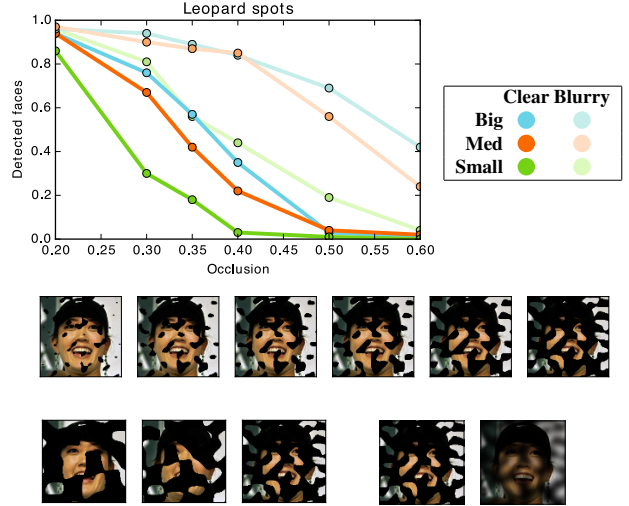 Leopard spots
1.0
0.8
0.6
0.4
0.2
0.0
Detected faces
0.20 0.25 0.30 0.35 0.40 0.45 0.50 0.55 0.60
Occlusion
Clear Blurry
Big
Med
Small